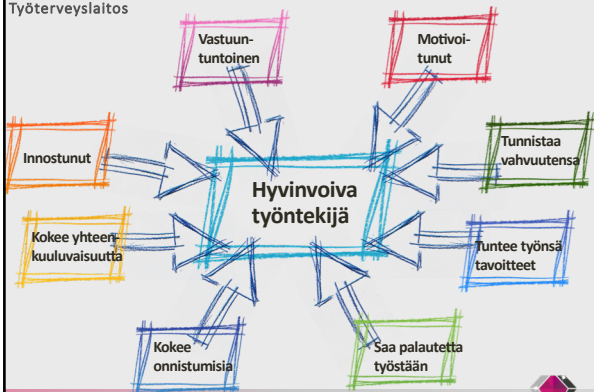 Työterveyslaitos
Vastuun-
tuntoinen
Motivoi-
tunut
Innostunut
Tunnistaa
vahvuutensa
Hyvinvoiva
työntekijä
Kokee yhteen-
kuuluvaisuutta
Tuntee työnsä
tavoitteet
Kokee
onnistumisia
Saa palautetta
työstään